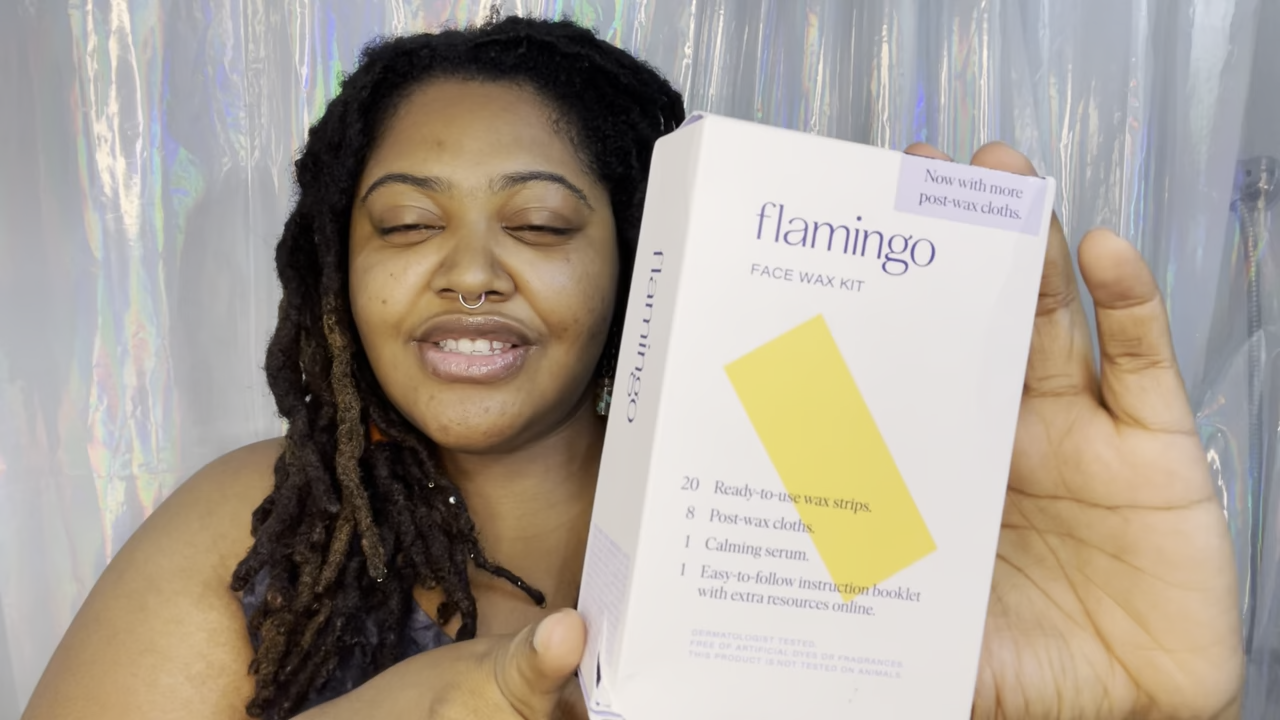 Now with more
post-wax cloths.
flamingo
FACE WAX KIT
flamingo
20 Ready-to-use wax strips.
8 Post-wax cloths.
1 Calming serum.
1 Easy-to-follow instruction booklet
with extra resources online.
DERMATOLOGIST TESTED.
FREE OF ARTIFICIAL DYES OR FRAGRANCES.
THIS PRODUCT IS NOT TESTED ON ANIMALS.